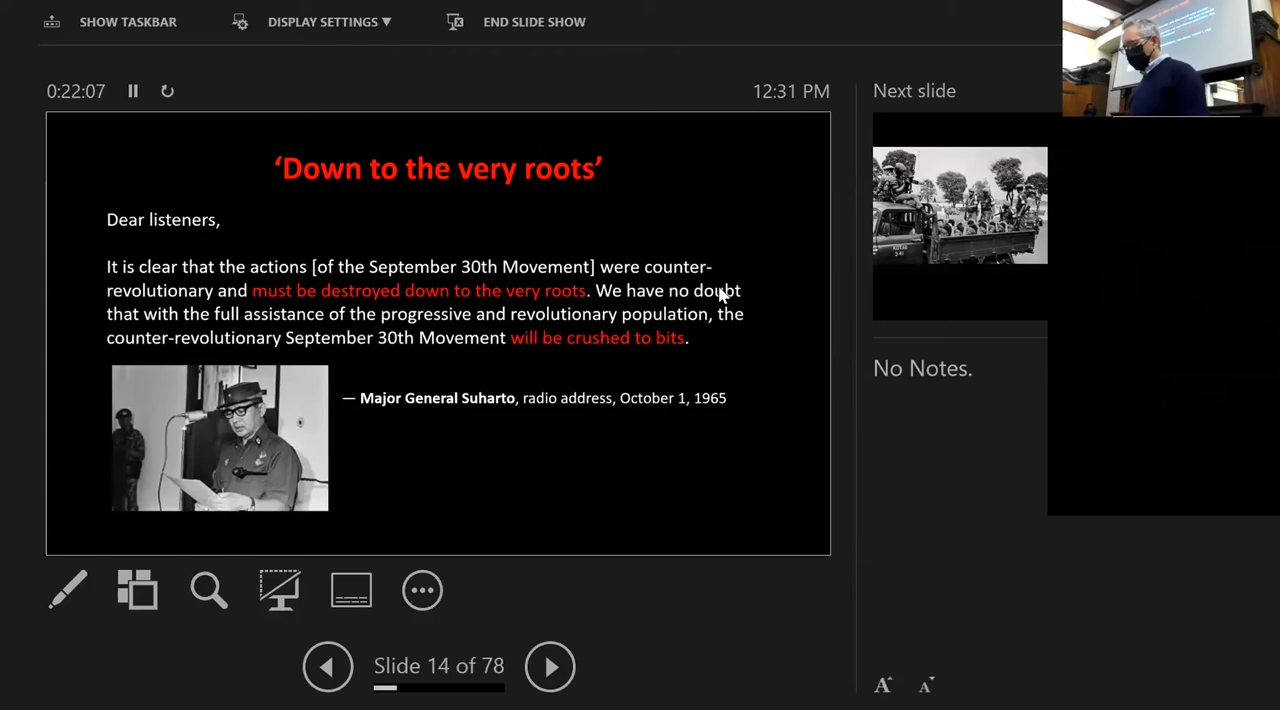 SHOW TASKBAR
DISPLAY SETTINGS ▼
END SLIDE SHOW
0:22:07
12:31 PM
Next slide
‘Down to the very roots’
Dear listeners,
It is clear that the actions [of the September 30th Movement] were counter-
revolutionary and must be destroyed down to the very roots. We have no doubt
that with the full assistance of the progressive and revolutionary population, the
counter-revolutionary September 30th Movement will be crushed to bits.
— Major General Suharto, radio address, October 1, 1965
No Notes.
Slide 14 of 78
A
A